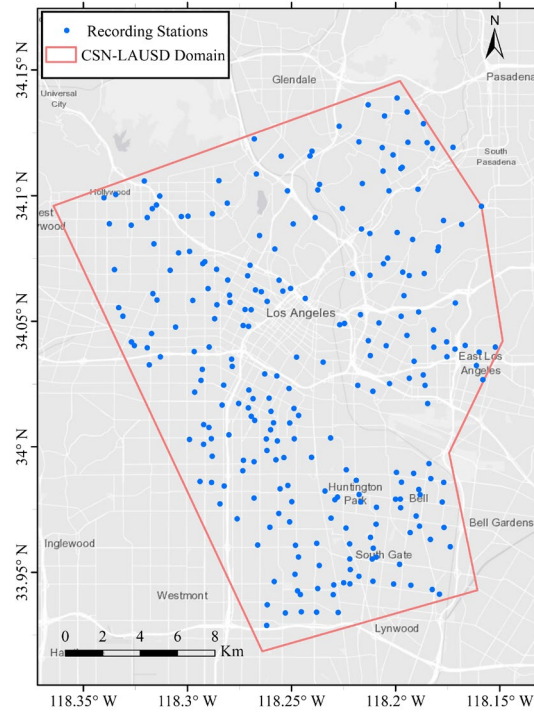 Recording Stations
CSN-LAUSD Domain
N
Glendale
Pasadena
Universal
City
South
Pasadena
Hollywood
Los Angeles
East Los
Angeles
Huntington
Park
Bell
Bell Gardens
Inglewood
South Gate
Westmont
Lynwood
0 2 4 6 8
Km
34.15° N
34.1° N
34.05° N
34° N
33.95° N
118.35° W
118.3° W
118.25° W
118.2° W
118.15° W